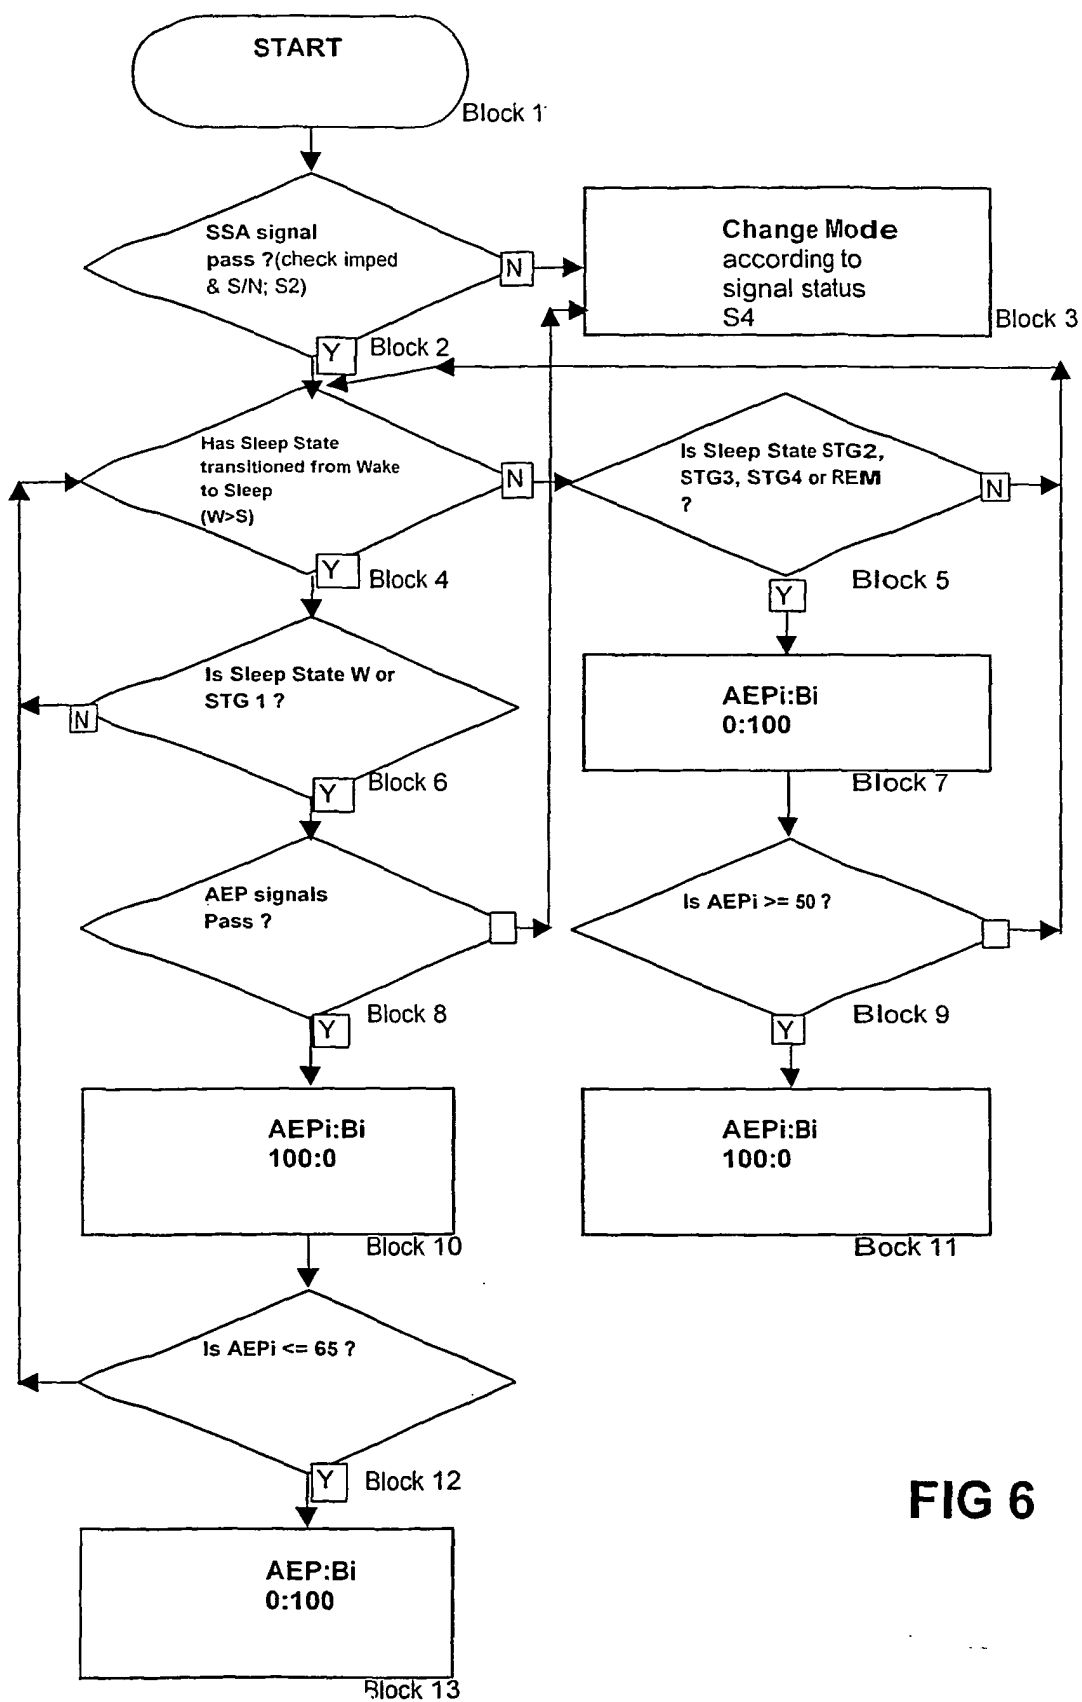 START
Block 1
SSA signal
pass ?(check imped
& S/N; S2)
N
Y
Block 2
Change Mode
according to
signal status
S4
Block 3
Has Sleep State
transitioned from Wake
to Sleep
(W>S)
N
Y
Block 4
Is Sleep State STG2,
STG3, STG4 or REM
?
N
Y
Block 5
Is Sleep State W or
STG 1 ?
N
Y
Block 6
AEPi:Bi
0:100
Block 7
AEP signals
Pass ?
Y
Block 8
Is AEPi >= 50 ?
Y
Block 9
AEPi:Bi
100:0
Block 10
AEPi:Bi
100:0
Bock 11
Is AEPi <= 65 ?
Y
Block 12
AEP:Bi
0:100
Block 13
FIG 6